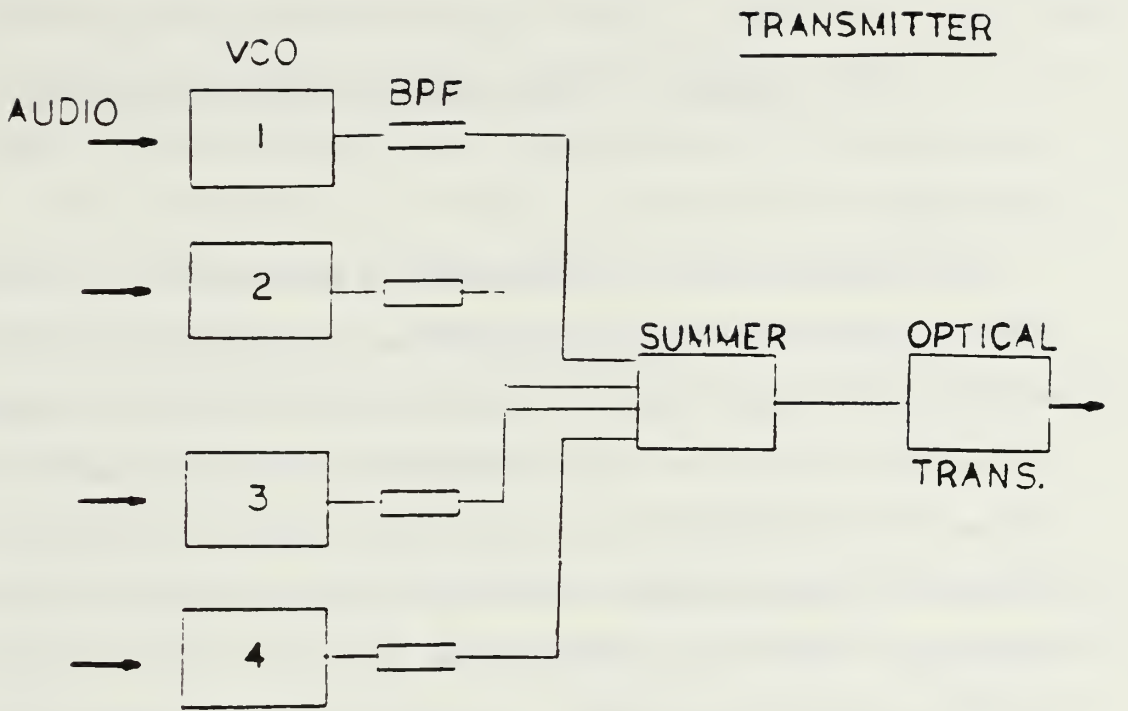 TRANSMITTER
VCO
BPF
AUDIO
1
2
SUMMER
OPTICAL
3
TRANS.
4